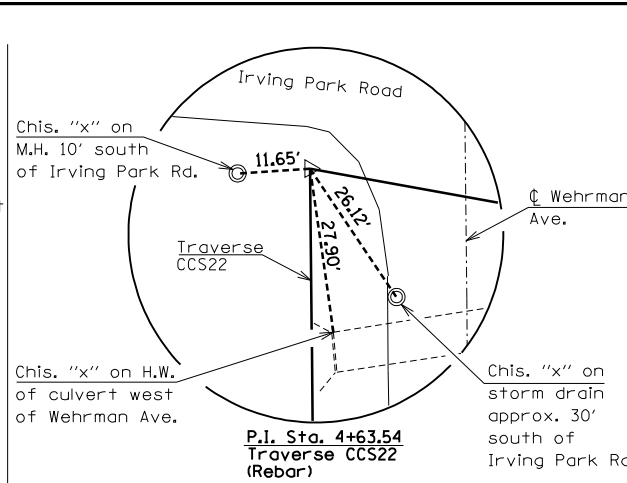 Irving Park Road
Chis. "x" on
M.H. 10' south
of Irving Park Rd.
11.65'
26.12'
27.90'
℄ Wehrman
Ave.
Traverse
CCS22
Chis. "x" on H.W.
of culvert west
of Wehrman Ave.
Chis. "x" on
storm drain
approx. 30'
south of
Irving Park Rd
P.I. Sta. 4+63.54
Traverse CCS22
(Rebar)